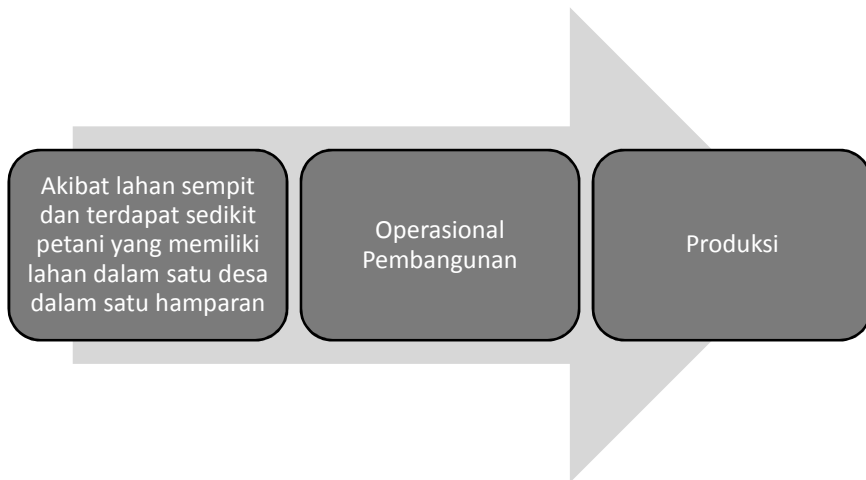 Akibat lahan sempit
dan terdapat sedikit
petani yang memiliki
lahan dalam satu desa
dalam satu hamparan
Operasional
Pembangunan
Produksi